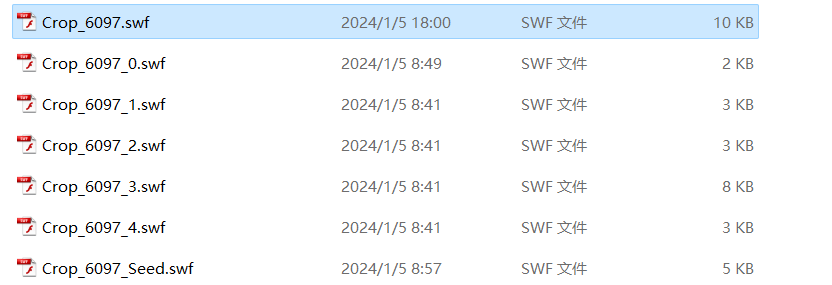 Crop_6097.swf 2024/1/5 18:00 SWF 文件 10 KB
Crop_6097_0.swf 2024/1/5 8:49 SWF 文件 2 KB
Crop_6097_1.swf 2024/1/5 8:41 SWF 文件 3 KB
Crop_6097_2.swf 2024/1/5 8:41 SWF 文件 3 KB
Crop_6097_3.swf 2024/1/5 8:41 SWF 文件 8 KB
Crop_6097_4.swf 2024/1/5 8:41 SWF 文件 3 KB
Crop_6097_Seed.swf 2024/1/5 8:57 SWF 文件 5 KB